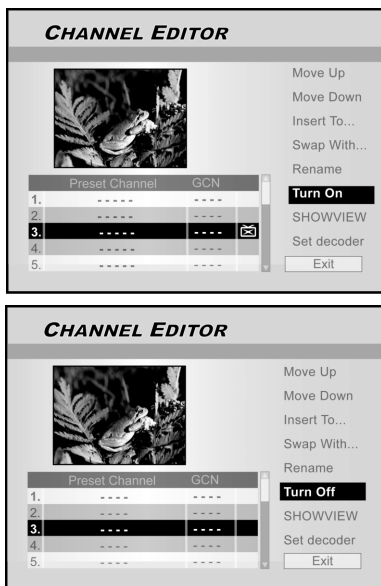 CHANNEL EDITOR
Move Up
Move Down
Insert To...
Swap With...
Rename
Turn On
SHOWVIEW
Set decoder
Exit
Preset Channel GCN
1. - - - - - - - - -
2. - - - - - - - - -
3. - - - - - - - - -
4. - - - - - - - - -
5. - - - - - - - - -
CHANNEL EDITOR
Move Up
Move Down
Insert To...
Swap With...
Rename
Turn Off
SHOWVIEW
Set decoder
Exit
Preset Channel GCN
1. - - - - - - - -
2. - - - - - - - -
3. - - - - - - - -
4. - - - - - - - -
5. - - - - - - - -